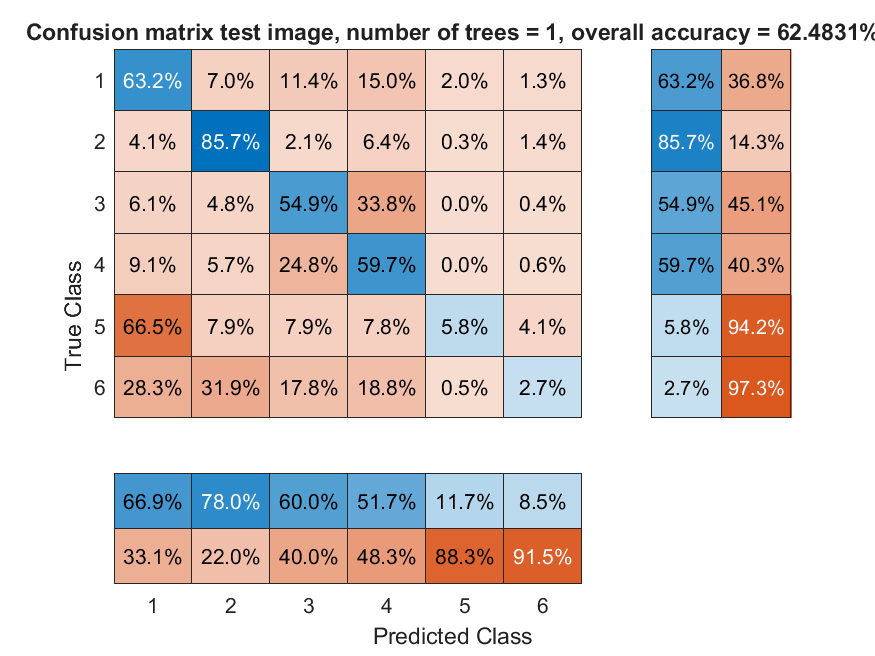 Confusion matrix test image, number of trees = 1, overall accuracy = 62.4831%
1 63.2% 7.0% 11.4% 15.0% 2.0% 1.3% 63.2% 36.8%
2 4.1% 85.7% 2.1% 6.4% 0.3% 1.4% 85.7% 14.3%
3 6.1% 4.8% 54.9% 33.8% 0.0% 0.4% 54.9% 45.1%
4 9.1% 5.7% 24.8% 59.7% 0.0% 0.6% 59.7% 40.3%
5 66.5% 7.9% 7.9% 7.8% 5.8% 4.1% 5.8% 94.2%
6 28.3% 31.9% 17.8% 18.8% 0.5% 2.7% 2.7% 97.3%
True Class
66.9% 78.0% 60.0% 51.7% 11.7% 8.5%
33.1% 22.0% 40.0% 48.3% 88.3% 91.5%
1 2 3 4 5 6
Predicted Class